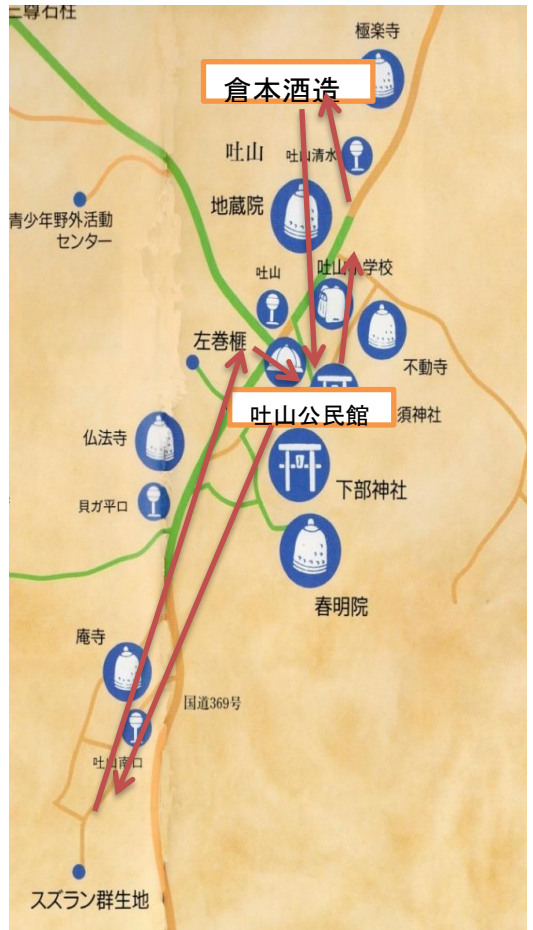 三尊石柱
極楽寺
倉本酒造
吐山
吐山清水
地蔵院
青少年野外活動
センター
吐山
吐山小学校
左巻榧
不動寺
吐山公民館
須神社
仏法寺
貝ガ平口
下部神社
春明院
庵寺
国道369号
吐山南口
スズラン群生地